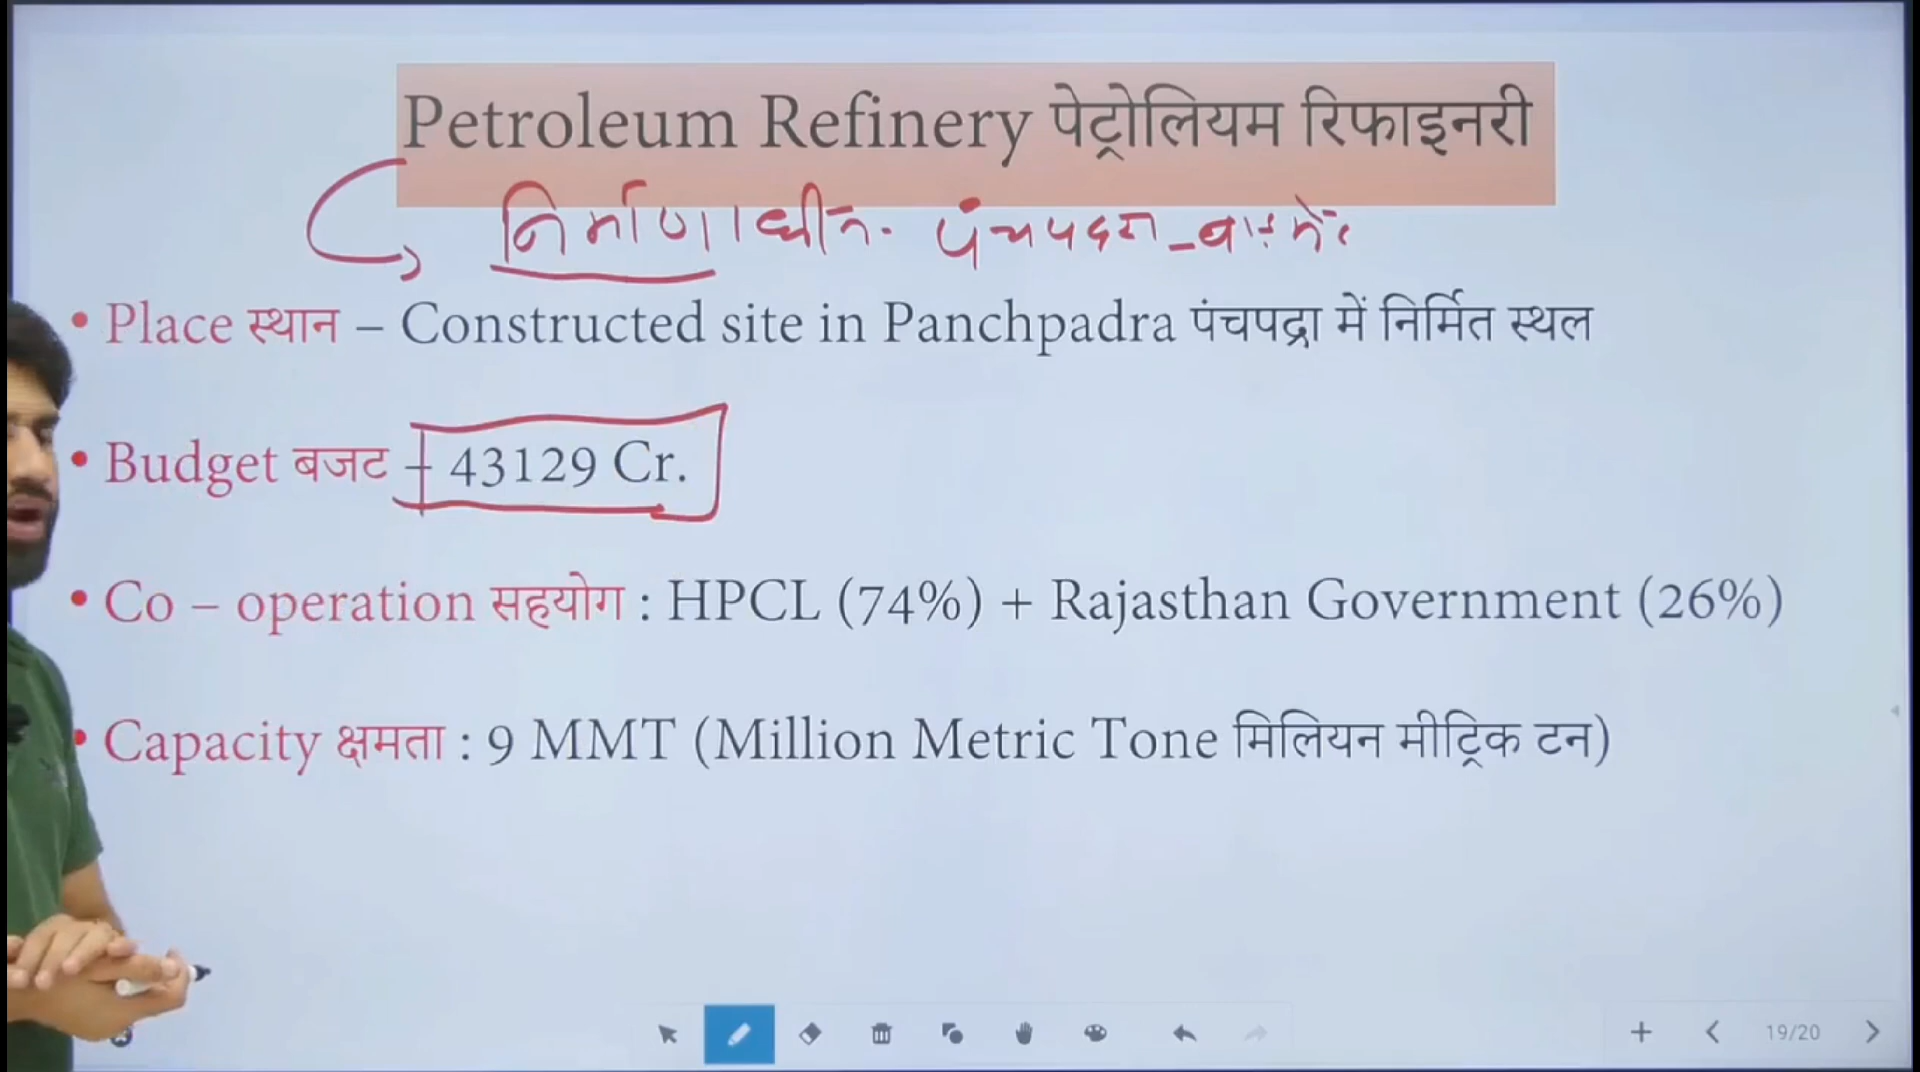 Petroleum Refinery पेट्रोलियम रिफाइनरी
निर्माणाधीन. पंचपदरा - बाड़मेर
• Place स्थान – Constructed site in Panchpadra पंचपद्रा में निर्मित स्थल
• Budget बजट – 43129 Cr.
• Co – operation सहयोग : HPCL (74%) + Rajasthan Government (26%)
• Capacity क्षमता : 9 MMT (Million Metric Tone मिलियन मीट्रिक टन)
19/20